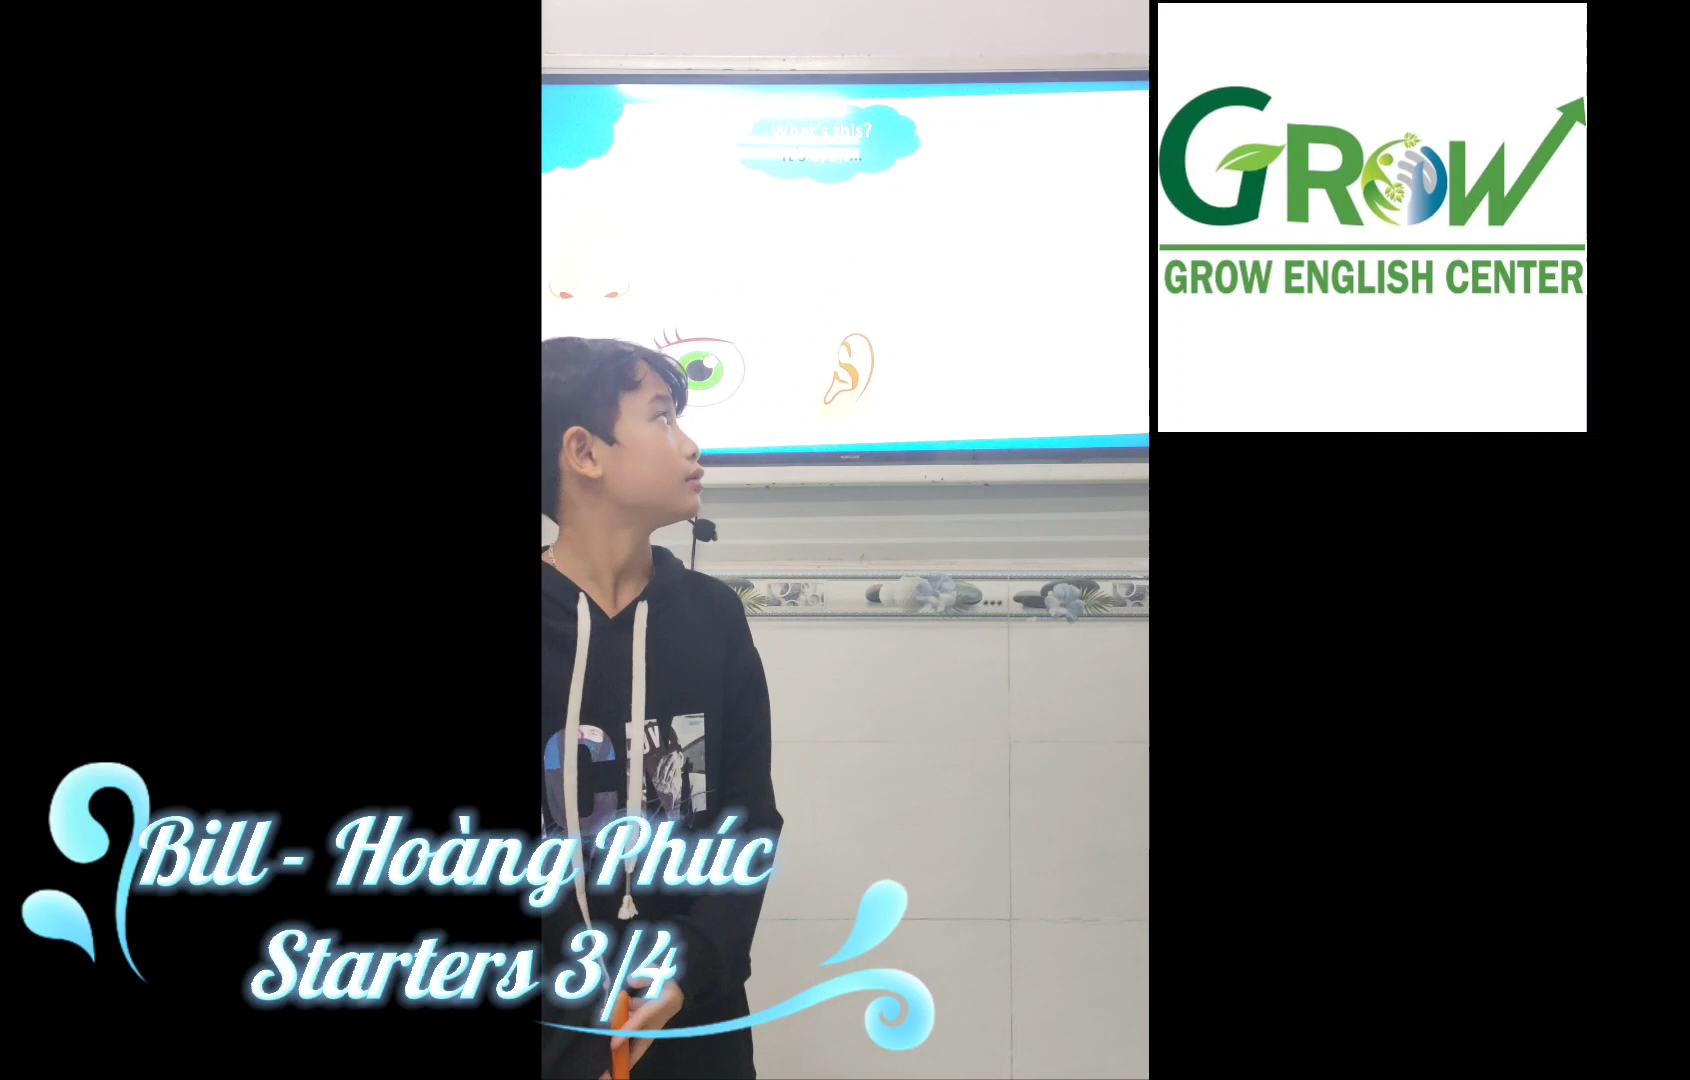 What's this?
GROW
GROW ENGLISH CENTER
Bill - Hoàng Phúc
Starters 3/4